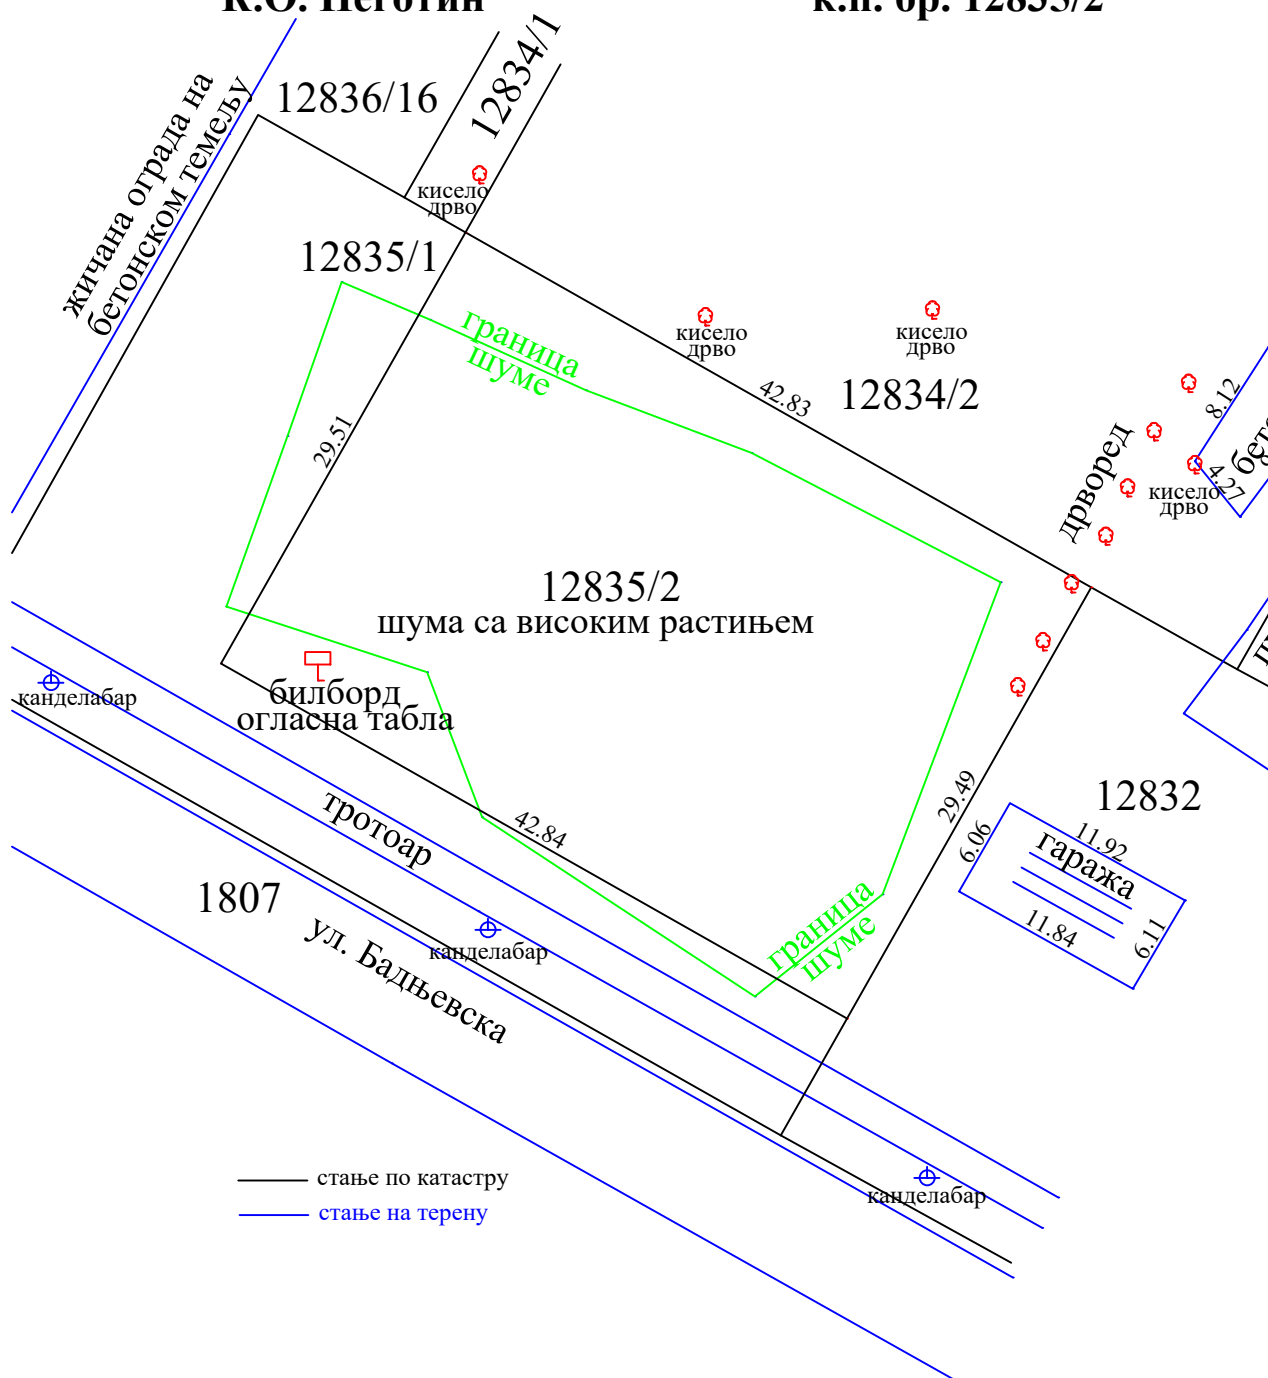 К.О. Неготин
к.п. бр. 12835/2
12836/16
12834/1
жичана ограда на
бетонском темељу
кисело
дрво
12835/1
граница
шуме
кисело
дрво
кисело
дрво
42.83
12834/2
8.12
29.51
дрворед
4.27
кисело
дрво
12835/2
шума са високим растињем
билборд
огласна табла
канделабар
29.49
12832
тротоар
42.84
6.06
11.92
гаража
11.84
6.11
1807
ул. Бадњевска
канделабар
граница
шуме
стање по катастру
канделабар
стање на терену